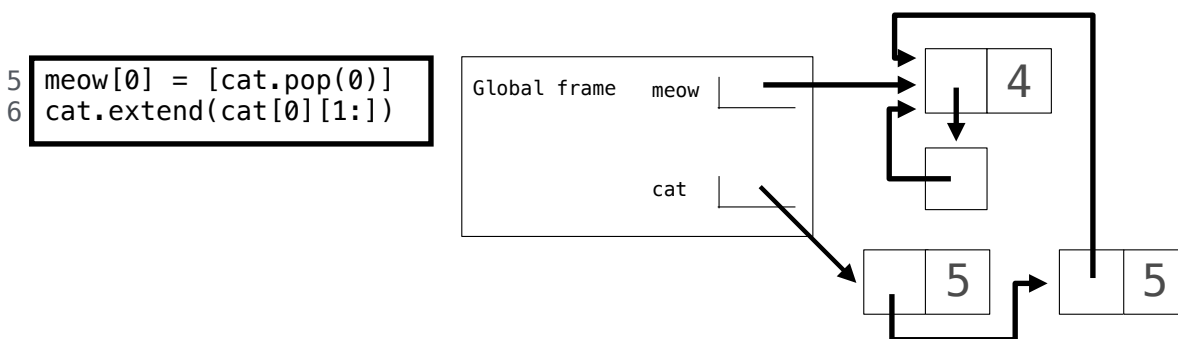 5 meow[0] = [cat.pop(0)]
6 cat.extend(cat[0][1:])
Global frame meow
4
cat
5 5